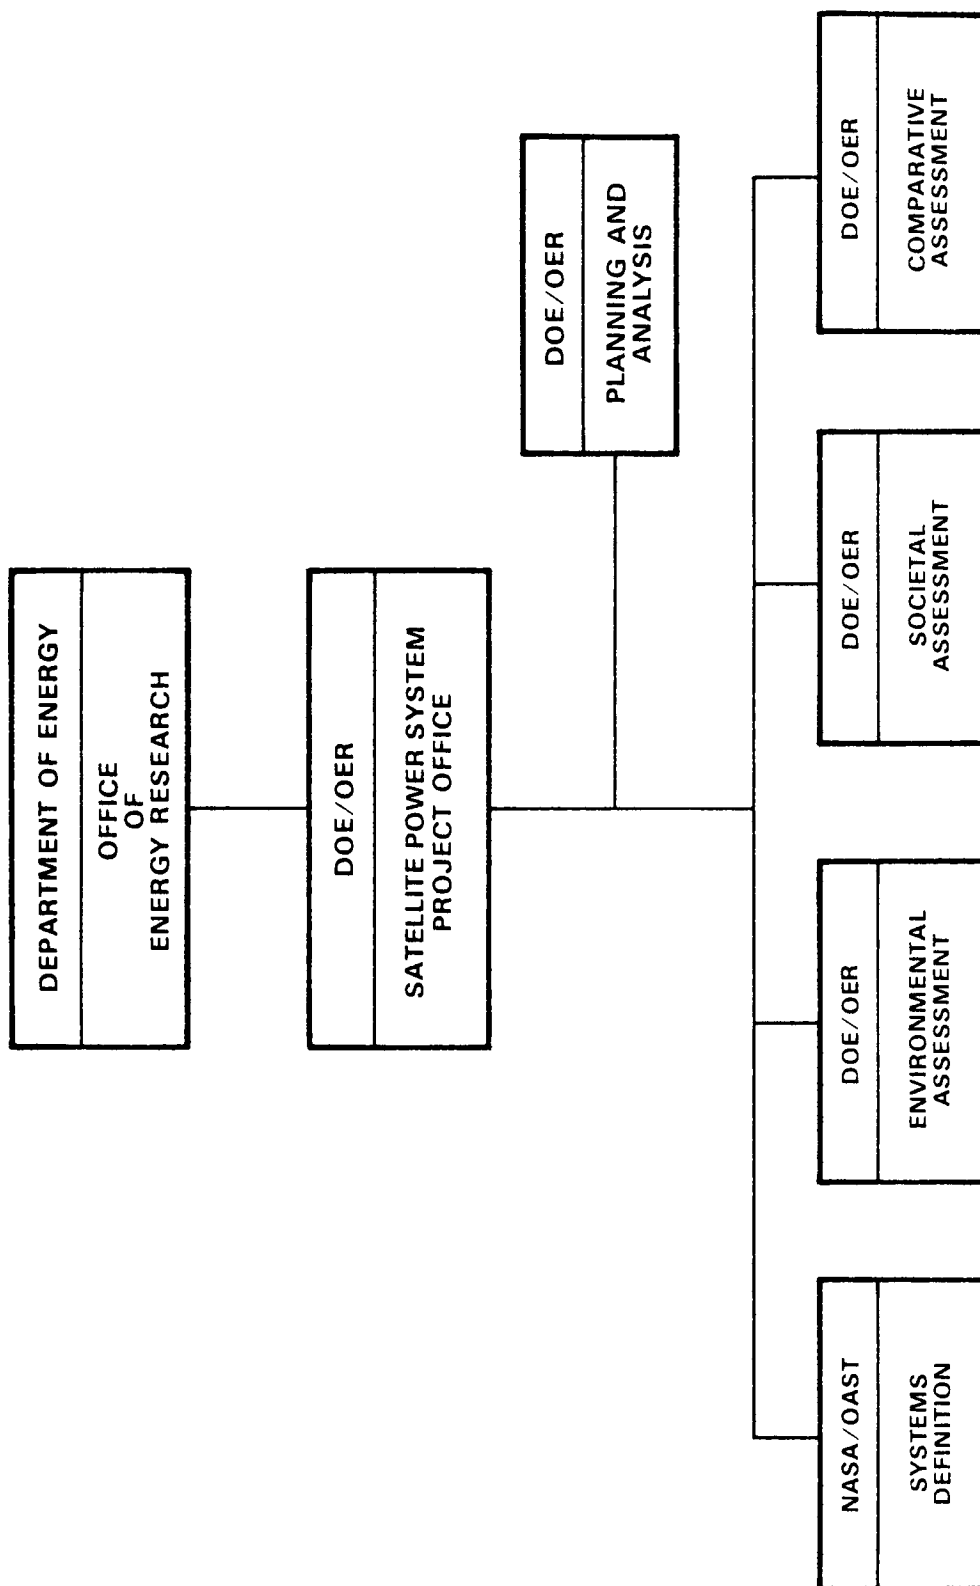 DEPARTMENT OF ENERGY
OFFICE
OF
ENERGY RESEARCH
DOE/OER
SATELLITE POWER SYSTEM
PROJECT OFFICE
DOE/OER
PLANNING AND
ANALYSIS
NASA/OAST
SYSTEMS
DEFINITION
DOE/OER
ENVIRONMENTAL
ASSESSMENT
DOE/OER
SOCIETAL
ASSESSMENT
DOE/OER
COMPARATIVE
ASSESSMENT